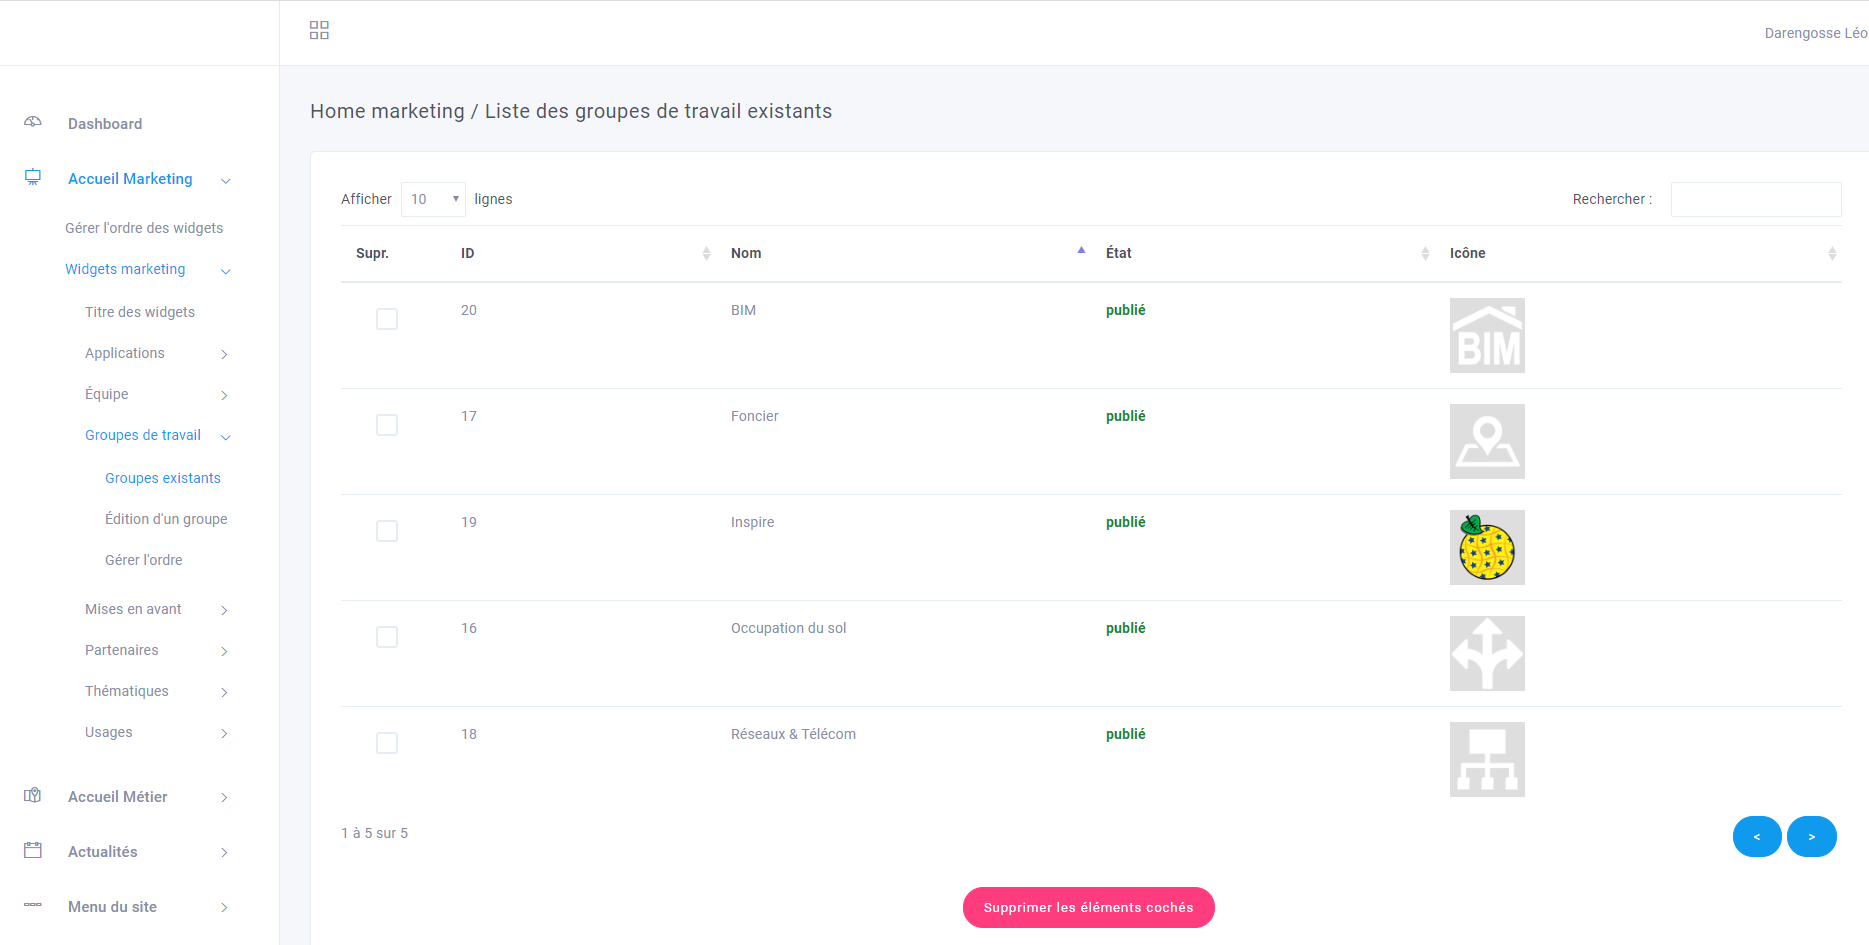 Darengosse Léo
Dashboard
Accueil Marketing
Gérer l'ordre des widgets
Widgets marketing
Titre des widgets
Applications
Équipe
Groupes de travail
Groupes existants
Édition d'un groupe
Gérer l'ordre
Mises en avant
Partenaires
Thématiques
Usages
Accueil Métier
Actualités
Menu du site
Home marketing / Liste des groupes de travail existants
Afficher 10 lignes
Rechercher :
Supr. ID Nom État Icône
20 BIM publié BIM
17 Foncier publié
19 Inspire publié
16 Occupation du sol publié
18 Réseaux & Télécom publié
1 à 5 sur 5
< >
Supprimer les éléments cochés